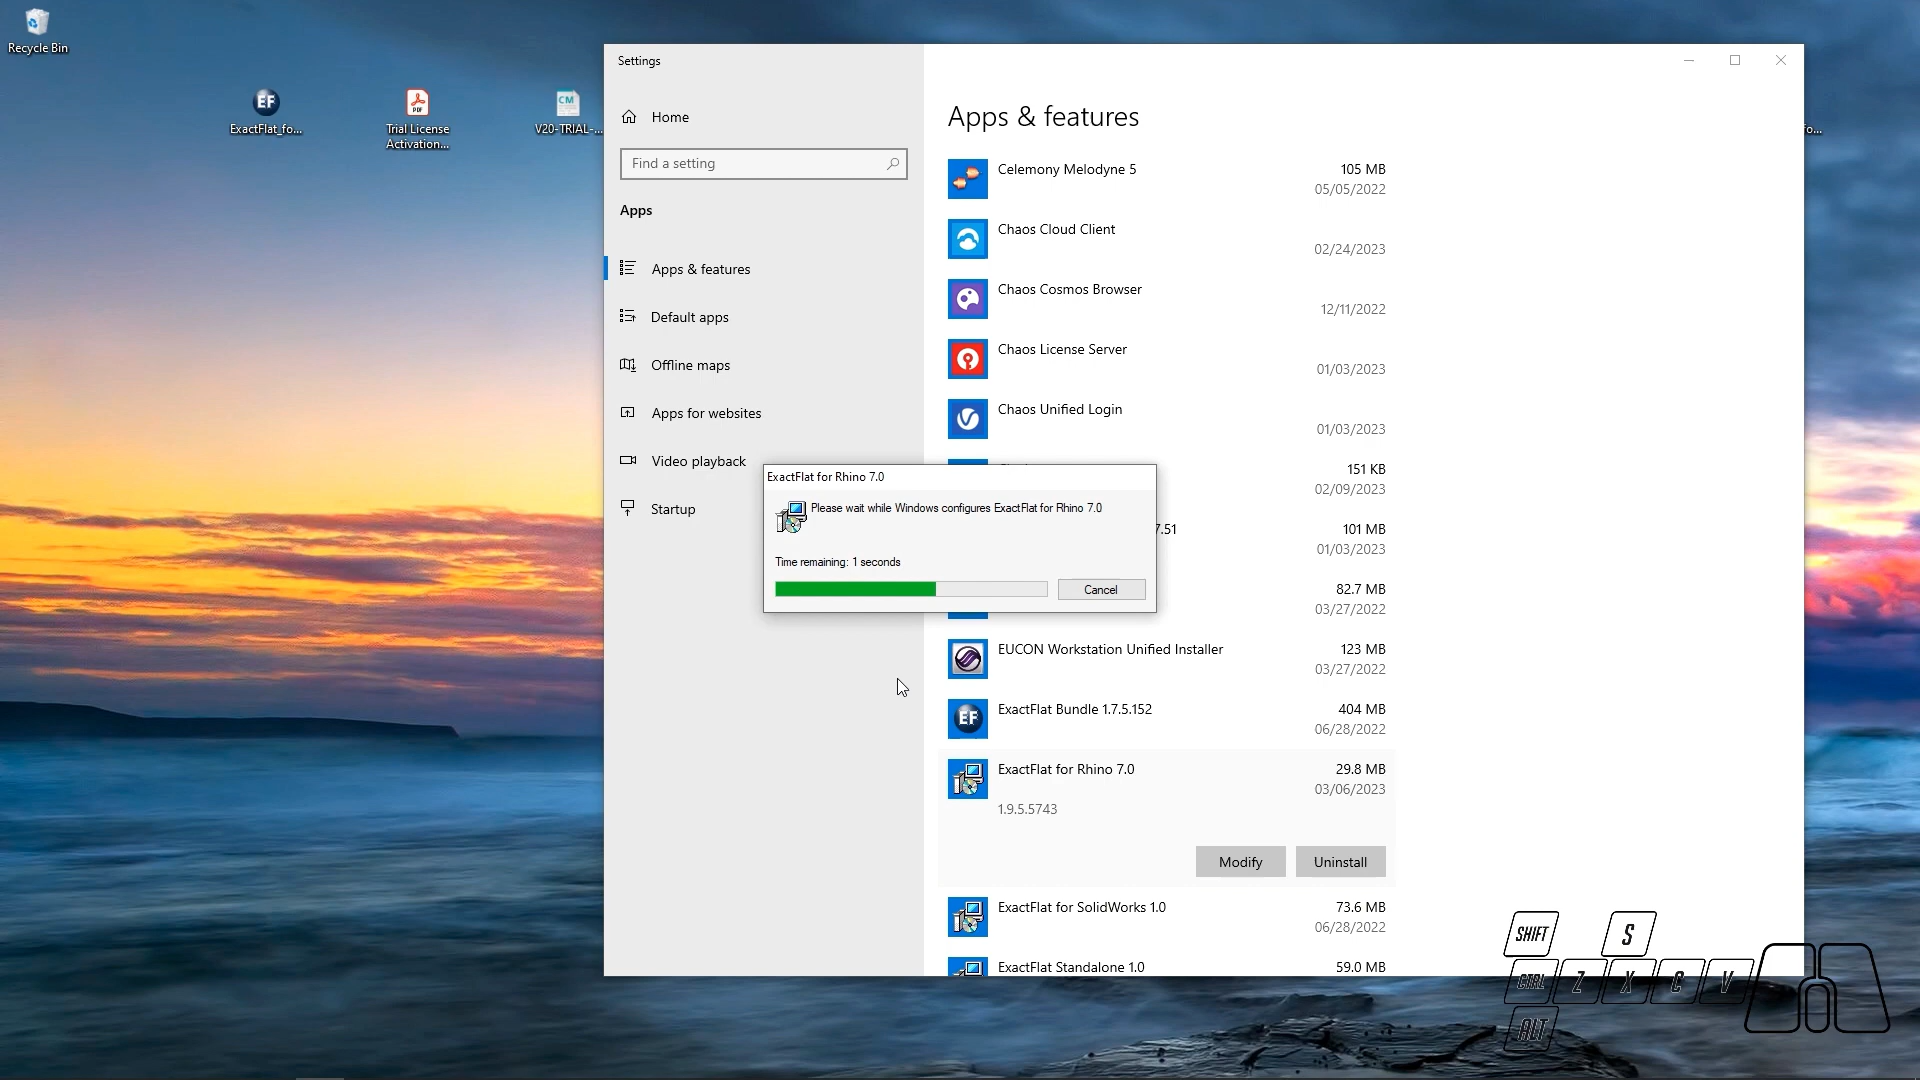 Recycle Bin
EF
ExactFlat_fo...
PDF
Trial License
Activation...
CM
V20-TRIAL-...
fo...
Settings
Home
Find a setting
Apps
Apps & features
Default apps
Offline maps
Apps for websites
Video playback
Startup
Apps & features
Celemony Melodyne 5
105 MB
05/05/2022
Chaos Cloud Client
02/24/2023
Chaos Cosmos Browser
12/11/2022
Chaos License Server
01/03/2023
Chaos Unified Login
01/03/2023
151 KB
02/09/2023
7.51
101 MB
01/03/2023
82.7 MB
03/27/2022
ExactFlat for Rhino 7.0
Please wait while Windows configures ExactFlat for Rhino 7.0
Time remaining: 1 seconds
Cancel
EUCON Workstation Unified Installer
123 MB
03/27/2022
EF
ExactFlat Bundle 1.7.5.152
404 MB
06/28/2022
ExactFlat for Rhino 7.0
29.8 MB
03/06/2023
1.9.5.5743
Modify
Uninstall
ExactFlat for SolidWorks 1.0
73.6 MB
06/28/2022
ExactFlat Standalone 1.0
59.0 MB
SHIFT
S
CTRL
Z
X
C
V
ALT